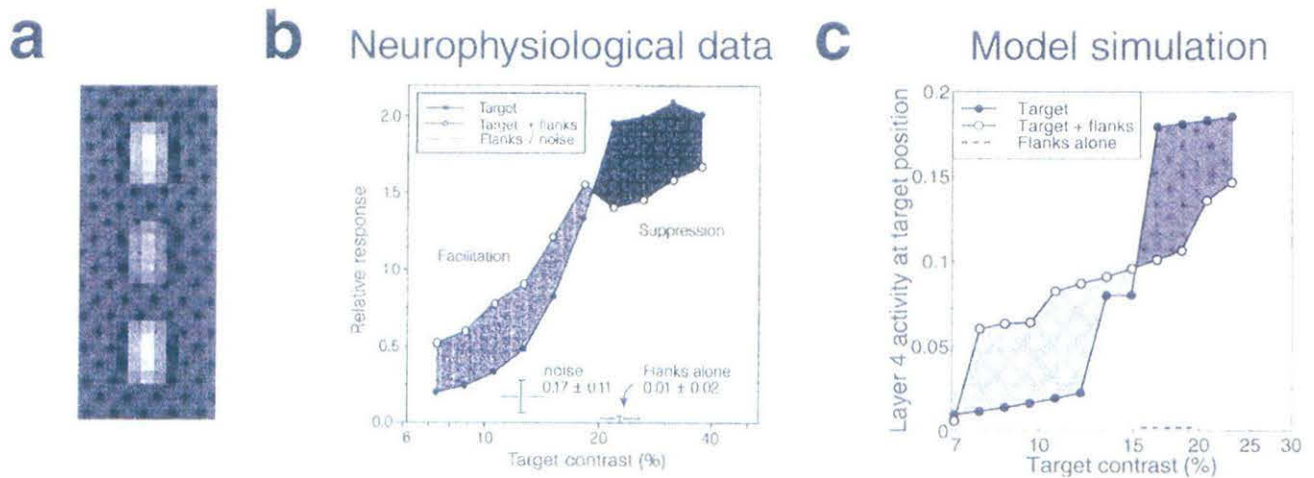 a
b
Neurophysiological data
c
Model simulation
Relative response
2.0
1.5
1.0
0.5
0.0
Target
Target + flanks
Flanks / noise
Facilitation
Suppression
noise
0.17 ± 0.11
Flanks alone
0.01 ± 0.02
6
10
20
40
Target contrast (%)
Layer 4 activity at target position
0.2
0.15
0.1
0.05
0
Target
Target + flanks
Flanks alone
7
10
15
20
25
30
Target contrast (%)